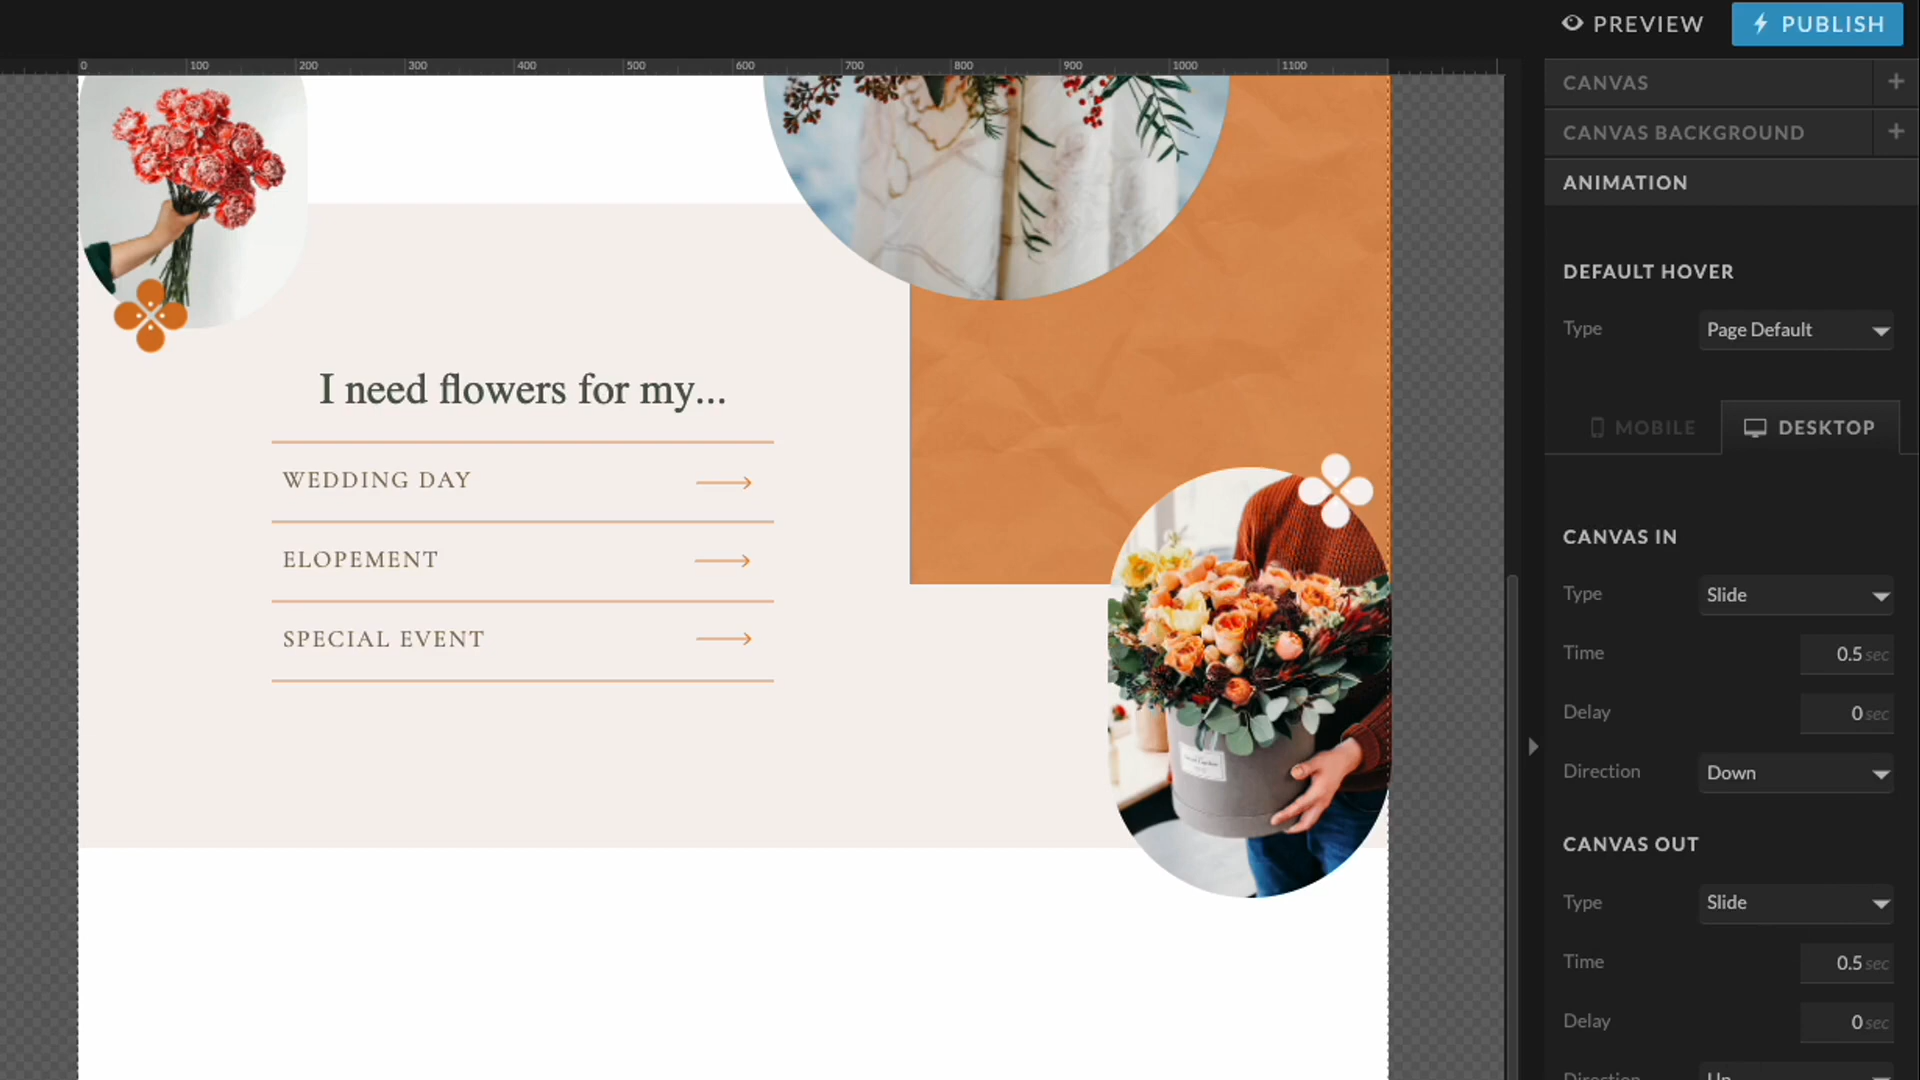 PREVIEW
PUBLISH
0 100 200 300 400 500 600 700 800 900 1000 1100
CANVAS +
CANVAS BACKGROUND +
ANIMATION
DEFAULT HOVER
Type Page Default
MOBILE DESKTOP
I need flowers for my...
WEDDING DAY
ELOPEMENT
SPECIAL EVENT
CANVAS IN
Type Slide
Time 0.5 sec
Delay 0 sec
Direction Down
CANVAS OUT
Type Slide
Time 0.5 sec
Delay 0 sec
Direction Up